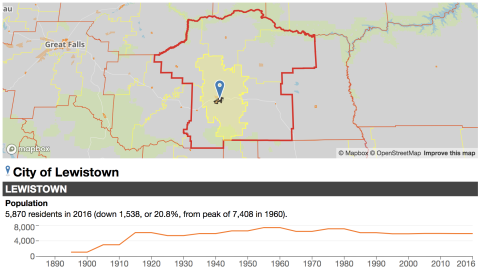 au
Great Falls
mapbox
© Mapbox © OpenStreetMap Improve this map
City of Lewistown
LEWISTOWN
Population
5,870 residents in 2016 (down 1,538, or 20.8%, from peak of 7,408 in 1960).
8,000
4,000
1890 1900 1910 1920 1930 1940 1950 1960 1970 1980 1990 2000 2010 2016